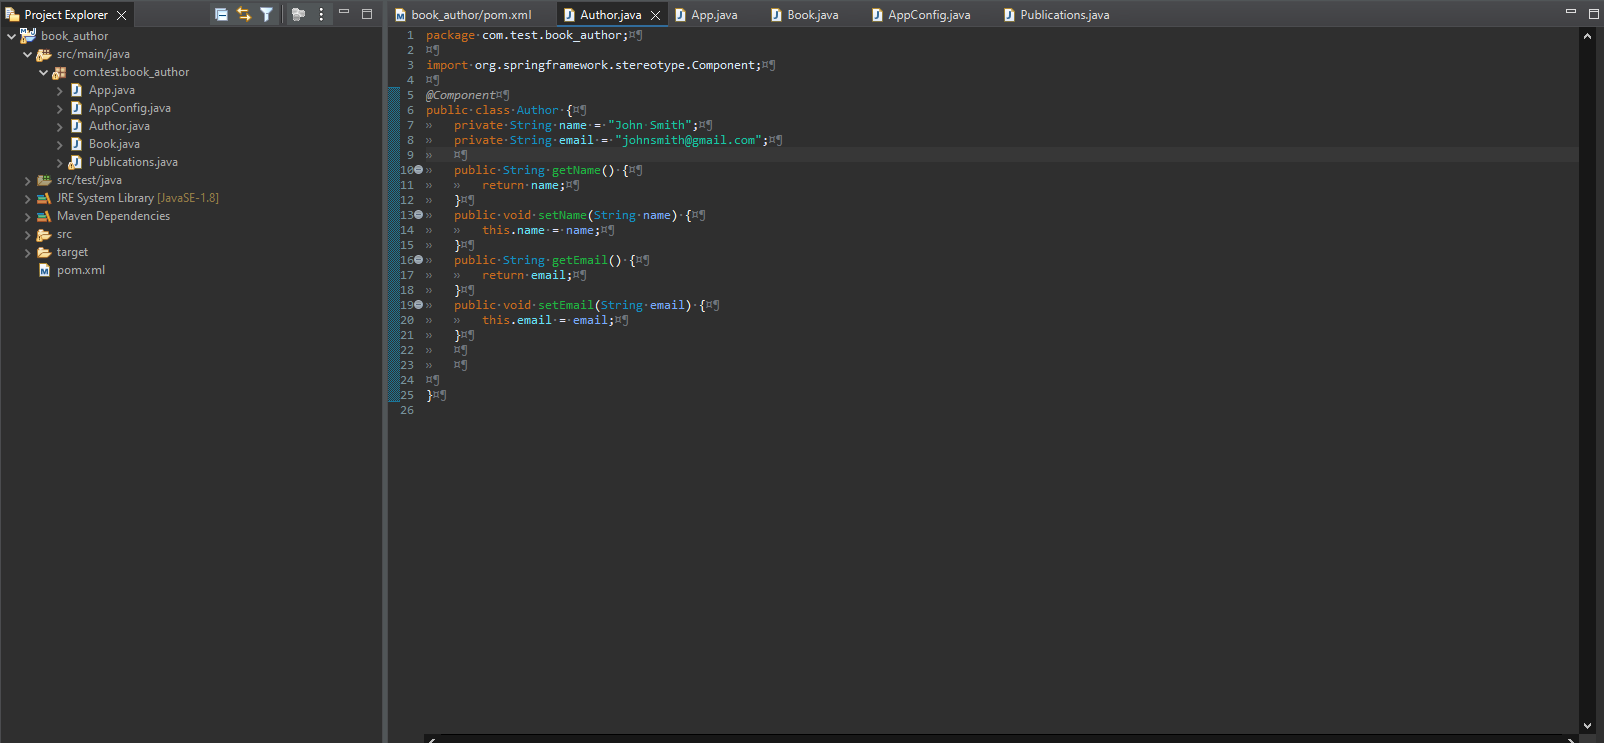 Project Explorer
book_author
src/main/java
com.test.book_author
App.java
AppConfig.java
Author.java
Book.java
Publications.java
src/test/java
JRE System Library [JavaSE-1.8]
Maven Dependencies
src
target
pom.xml
book_author/pom.xml Author.java App.java Book.java AppConfig.java Publications.java
1 package·com.test.book_author;¤¶
2 ¤¶
3 import·org.springframework.stereotype.Component;¤¶
4 ¤¶
5 @Component¤¶
6 public·class·Author·{¤¶
7 » private·String·name·=·"John·Smith";¤¶
8 » private·String·email·=·"johnsmith@gmail.com";¤¶
9 » ¤¶
10 » public·String·getName()·{¤¶
11 » » return·name;¤¶
12 » }¤¶
13 » public·void·setName(String·name)·{¤¶
14 » » this.name·=·name;¤¶
15 » }¤¶
16 » public·String·getEmail()·{¤¶
17 » » return·email;¤¶
18 » }¤¶
19 » public·void·setEmail(String·email)·{¤¶
20 » » this.email·=·email;¤¶
21 » }¤¶
22 » ¤¶
23 » ¤¶
24 ¤¶
25 }¤¶
26